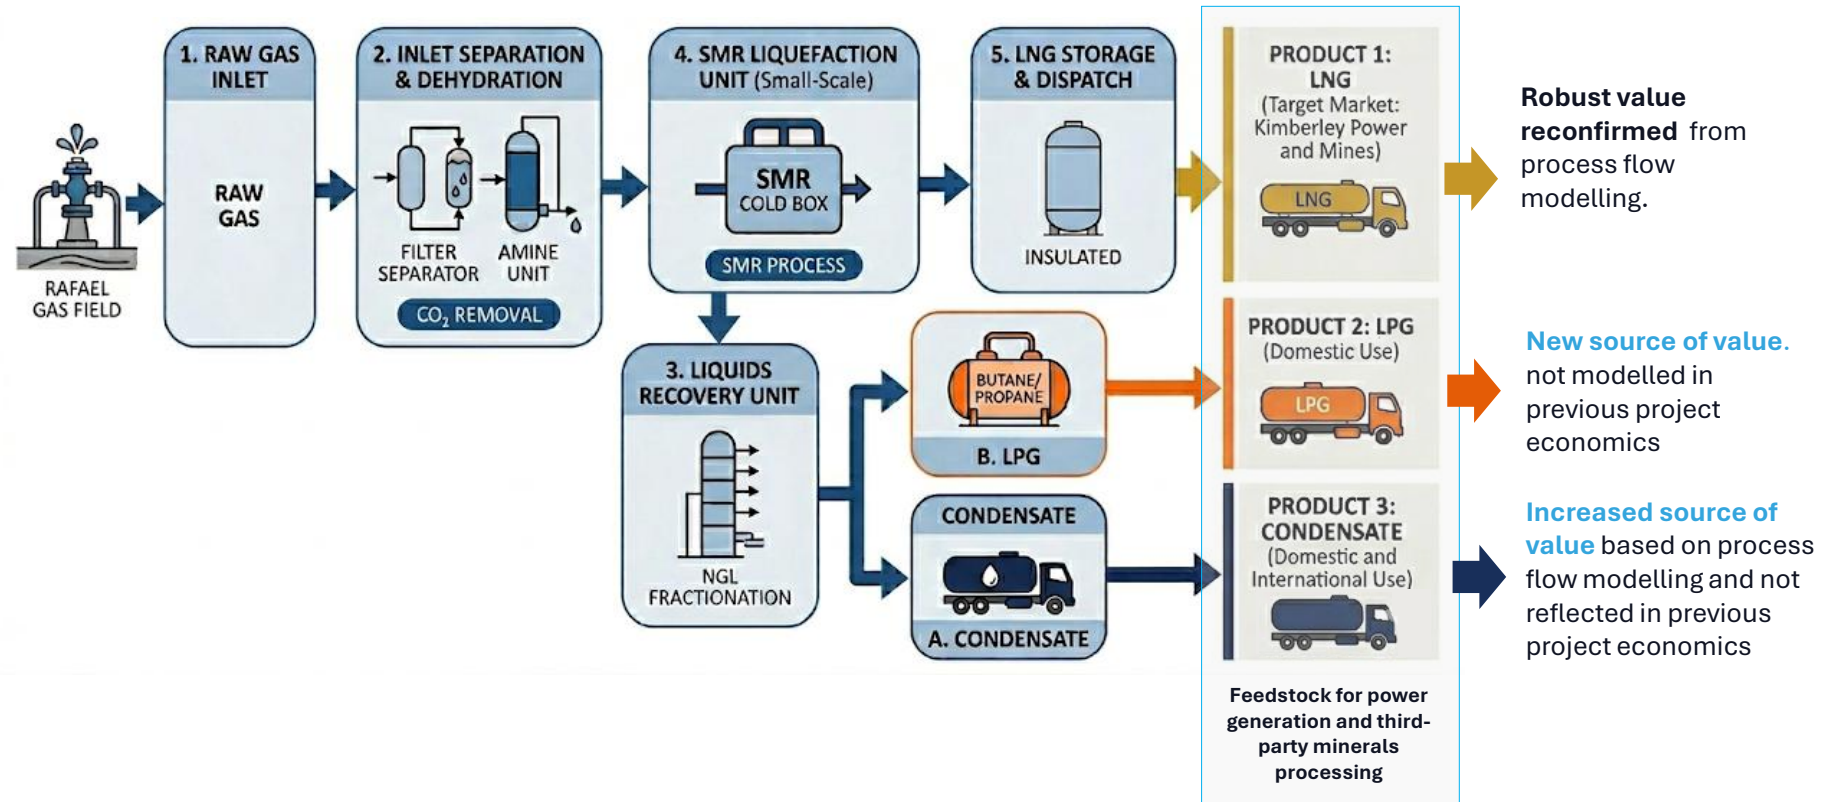 RAFAEL
GAS FIELD
1. RAW GAS
INLET
RAW
GAS
2. INLET SEPARATION
& DEHYDRATION
FILTER
SEPARATOR
AMINE
UNIT
CO₂ REMOVAL
4. SMR LIQUEFACTION
UNIT (Small-Scale)
SMR
COLD BOX
SMR PROCESS
5. LNG STORAGE
& DISPATCH
INSULATED
3. LIQUIDS
RECOVERY UNIT
NGL
FRACTIONATION
BUTANE/
PROPANE
B. LPG
CONDENSATE
A. CONDENSATE
PRODUCT 1:
LNG
(Target Market:
Kimberley Power
and Mines)
LNG
PRODUCT 2: LPG
(Domestic Use)
LPG
PRODUCT 3:
CONDENSATE
(Domestic and
International Use)
Feedstock for power
generation and third-
party minerals
processing
Robust value
reconfirmed from
process flow
modelling.
New source of value.
not modelled in
previous project
economics
Increased source of
value based on process
flow modelling and not
reflected in previous
project economics